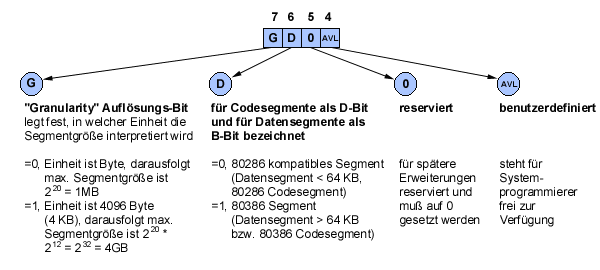 7 6 5 4
G D 0 AVL
G
"Granularity" Auflösungs-Bit
legt fest, in welcher Einheit die
Segmentgröße interpretiert wird
=0, Einheit ist Byte, darausfolgt
max. Segmentgröße ist
2^20 = 1MB
=1, Einheit ist 4096 Byte
(4 KB), darausfolgt max.
Segmentgröße ist 2^20 *
2^12 = 2^32 = 4GB
D
für Codesegmente als D-Bit
und für Datensegmente als
B-Bit bezeichnet
=0, 80286 kompatibles Segment
(Datensegment < 64 KB,
80286 Codesegment)
=1, 80386 Segment
(Datensegment > 64 KB
bzw. 80386 Codesegment)
0
reserviert
für spätere
Erweiterungen
reserviert und
muß auf 0
gesetzt werden
AVL
benutzerdefiniert
steht für
System-
programmierer
frei zur
Verfügung